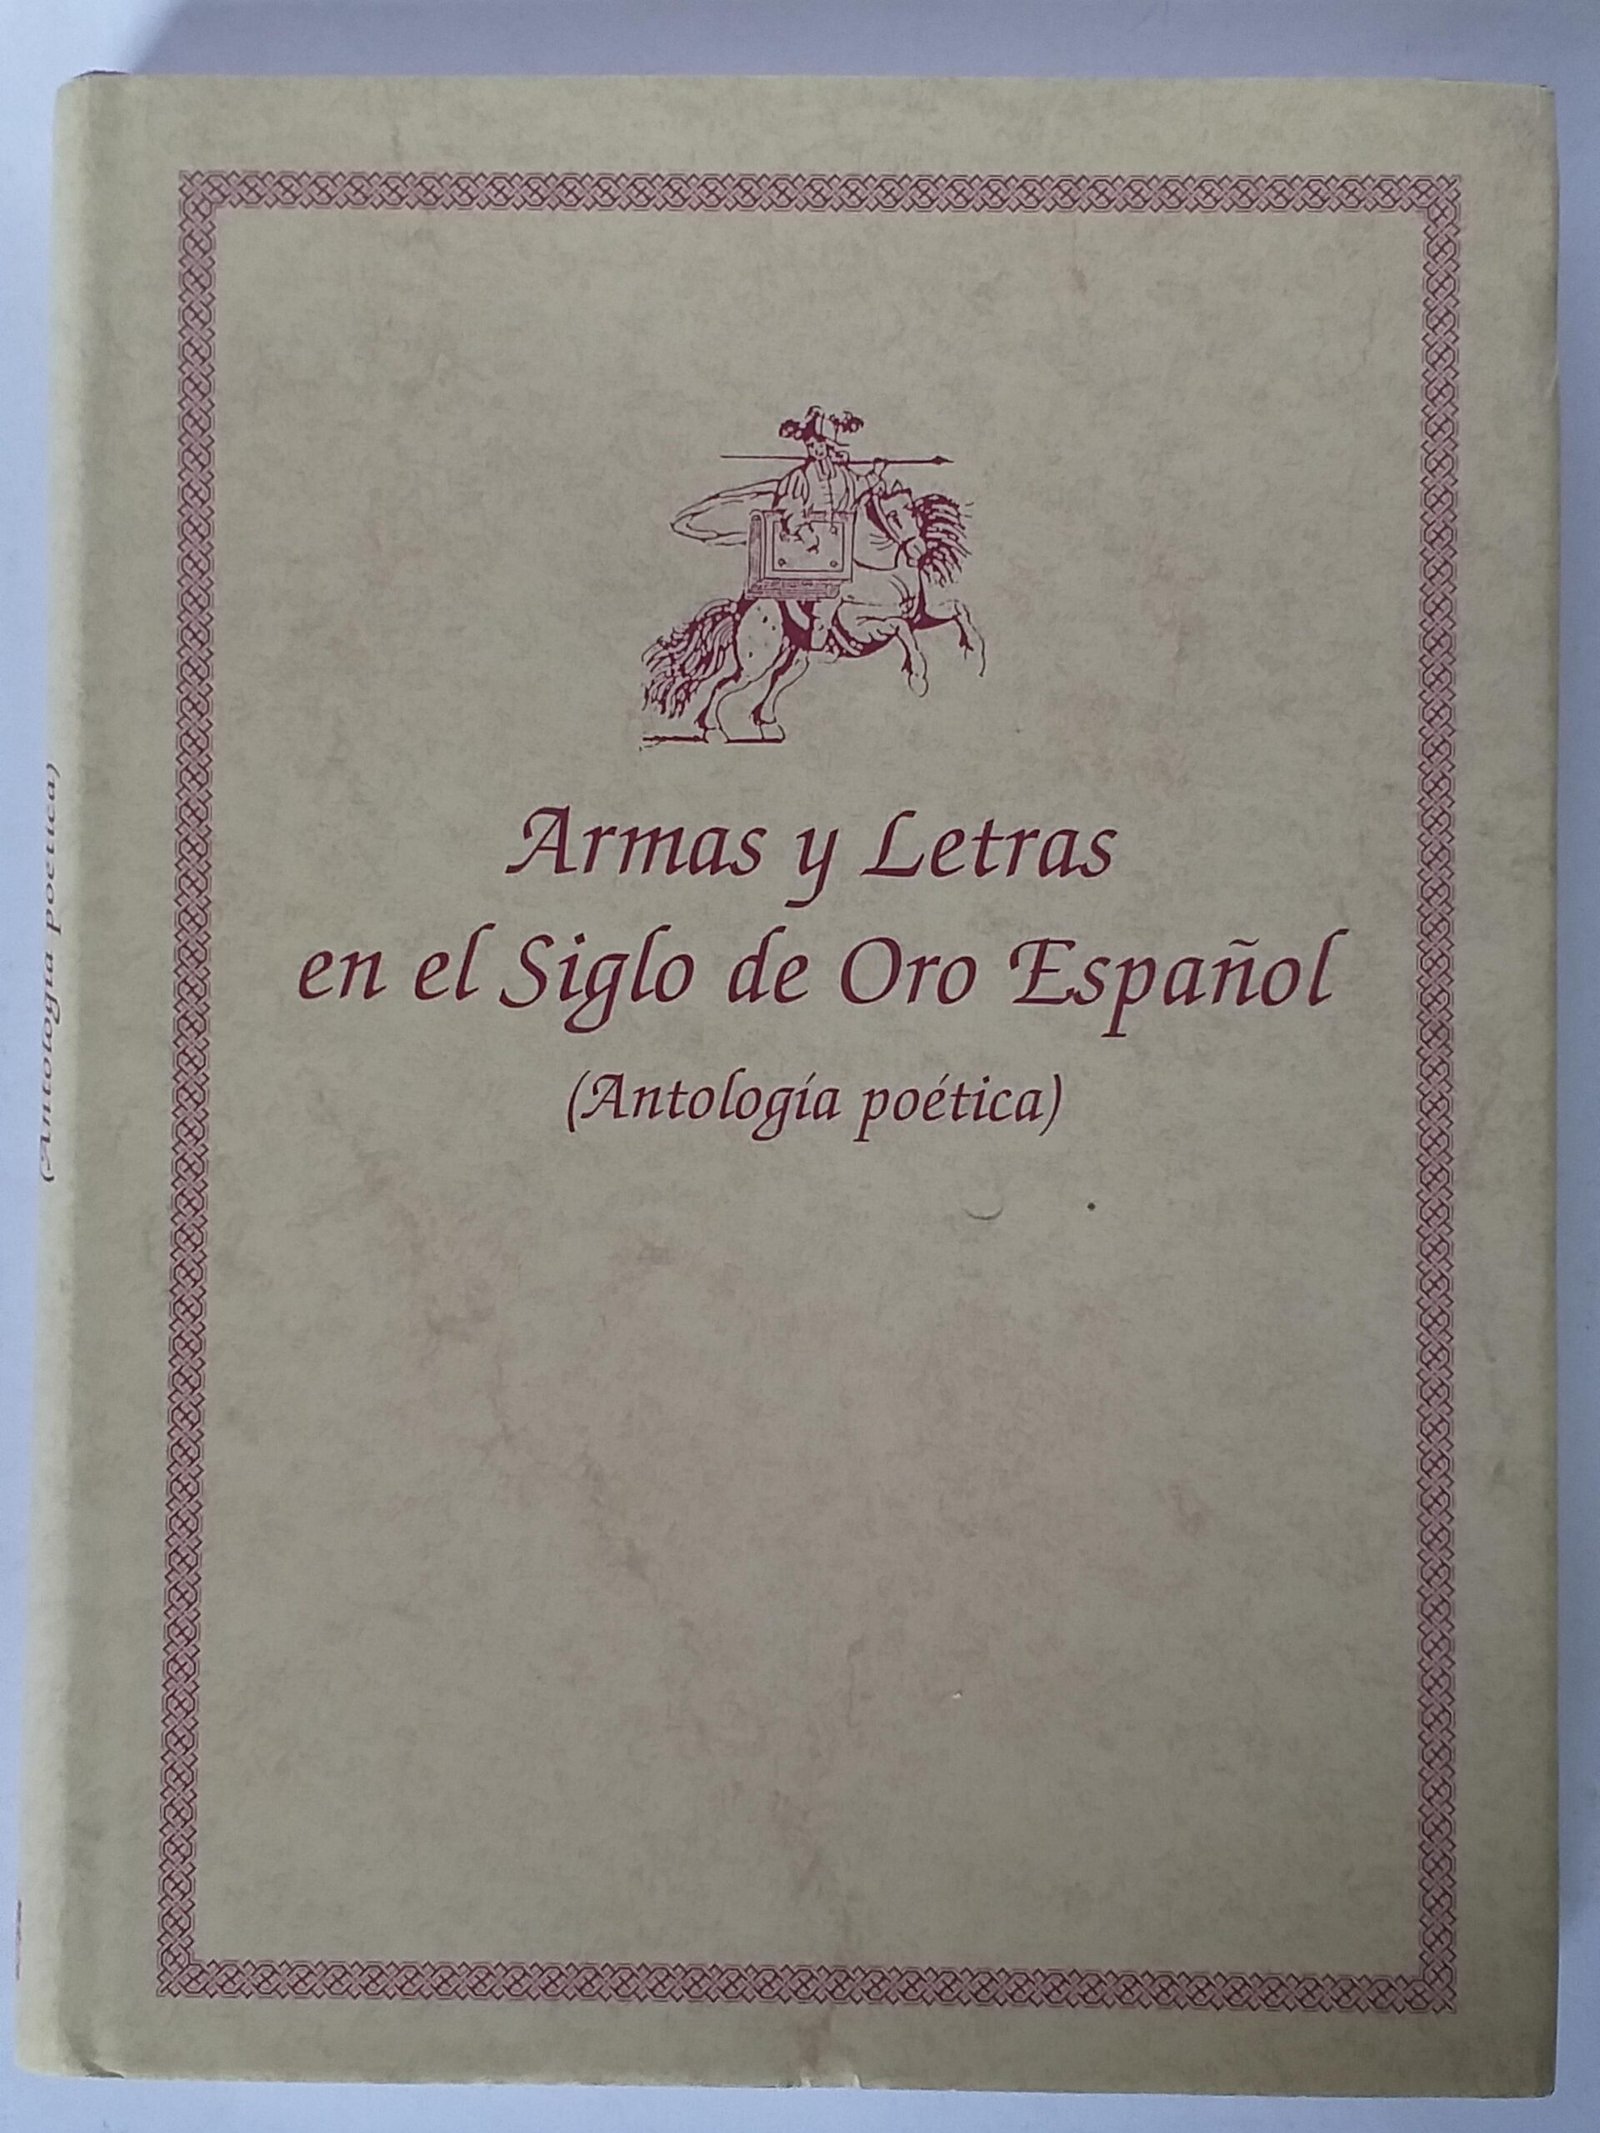 Armas y Letras
en el Siglo de Oro Español
(Antología poética)
(Antología poética)